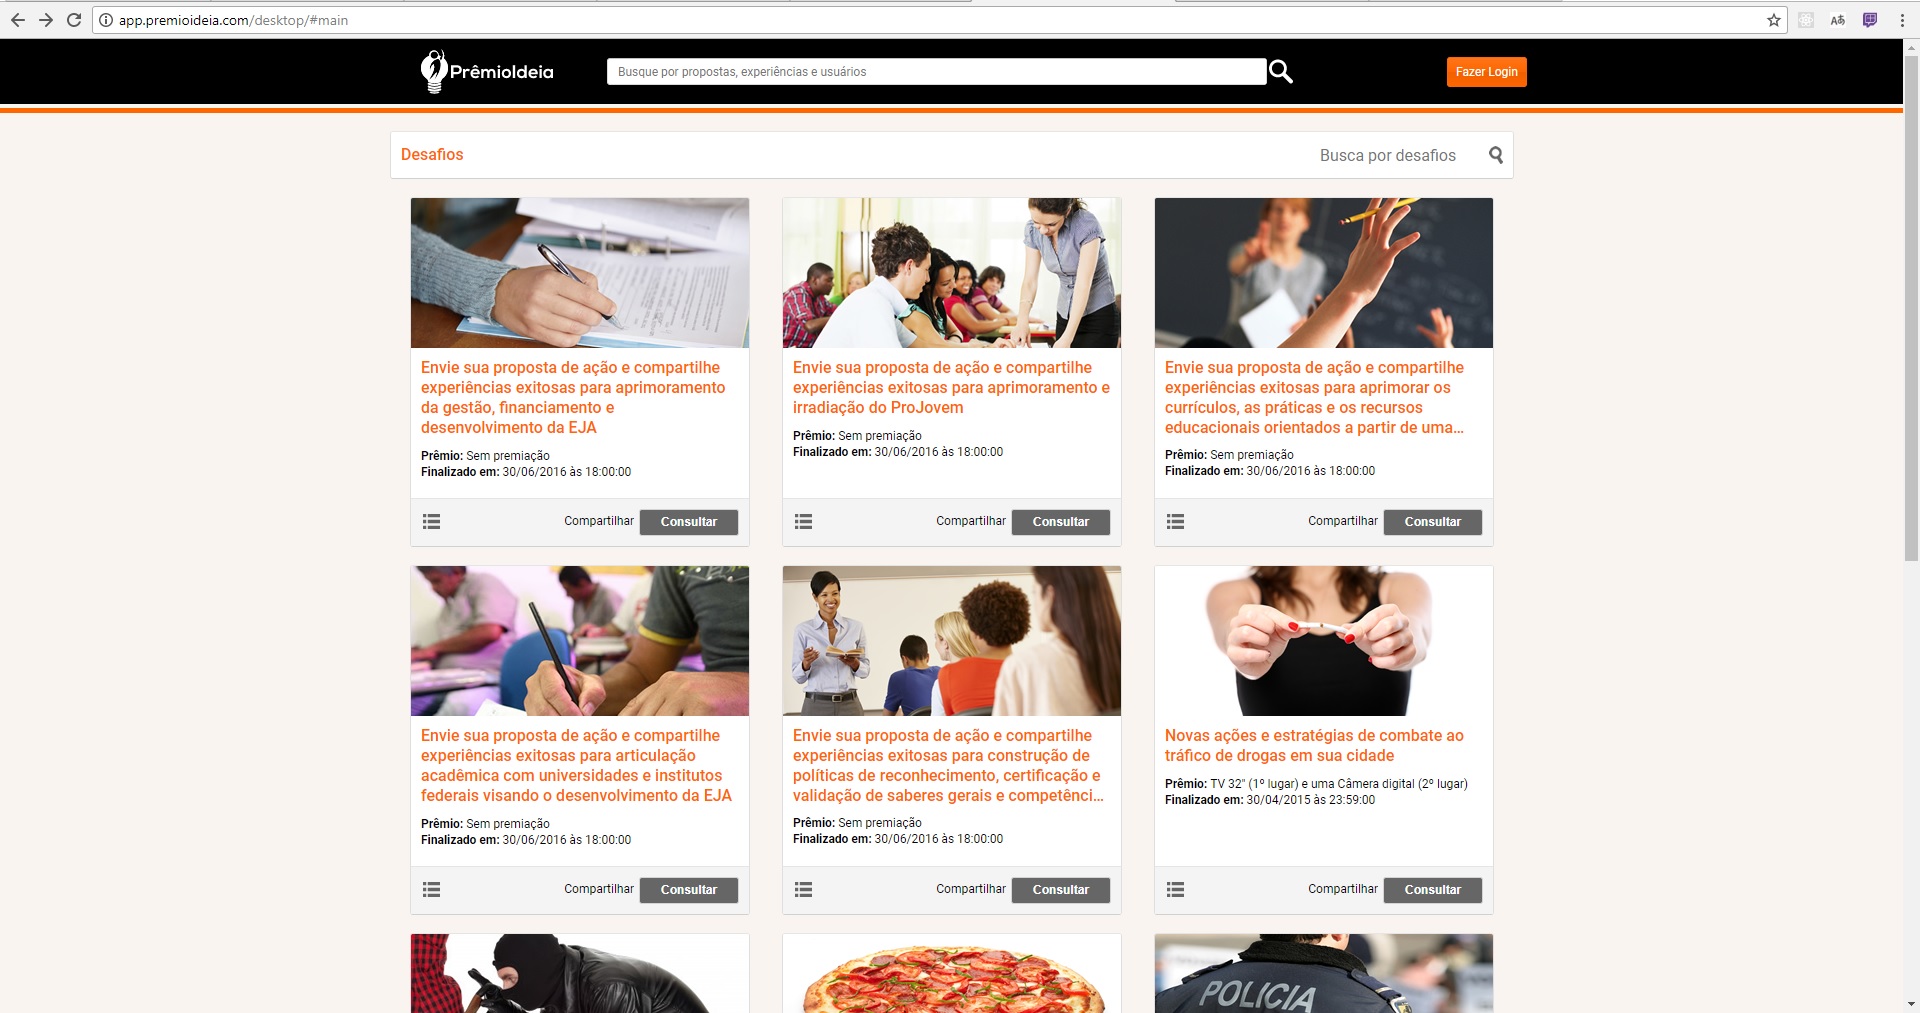 app.premioideia.com/desktop/#main
PrêmioIdeia
Busque por propostas, experiências e usuários
Fazer Login
Desafios
Busca por desafios
Envie sua proposta de ação e compartilhe
experiências exitosas para aprimoramento
da gestão, financiamento e
desenvolvimento da EJA
Prêmio: Sem premiação
Finalizado em: 30/06/2016 às 18:00:00
Compartilhar
Consultar
Envie sua proposta de ação e compartilhe
experiências exitosas para aprimoramento e
irradiação do ProJovem
Prêmio: Sem premiação
Finalizado em: 30/06/2016 às 18:00:00
Compartilhar
Consultar
Envie sua proposta de ação e compartilhe
experiências exitosas para aprimorar os
currículos, as práticas e os recursos
educacionais orientados a partir de uma...
Prêmio: Sem premiação
Finalizado em: 30/06/2016 às 18:00:00
Compartilhar
Consultar
Envie sua proposta de ação e compartilhe
experiências exitosas para articulação
acadêmica com universidades e institutos
federais visando o desenvolvimento da EJA
Prêmio: Sem premiação
Finalizado em: 30/06/2016 às 18:00:00
Compartilhar
Consultar
Envie sua proposta de ação e compartilhe
experiências exitosas para construção de
políticas de reconhecimento, certificação e
validação de saberes gerais e competênci...
Prêmio: Sem premiação
Finalizado em: 30/06/2016 às 18:00:00
Compartilhar
Consultar
Novas ações e estratégias de combate ao
tráfico de drogas em sua cidade
Prêmio: TV 32" (1º lugar) e uma Câmera digital (2º lugar)
Finalizado em: 30/04/2015 às 23:59:00
Compartilhar
Consultar
POLICIA